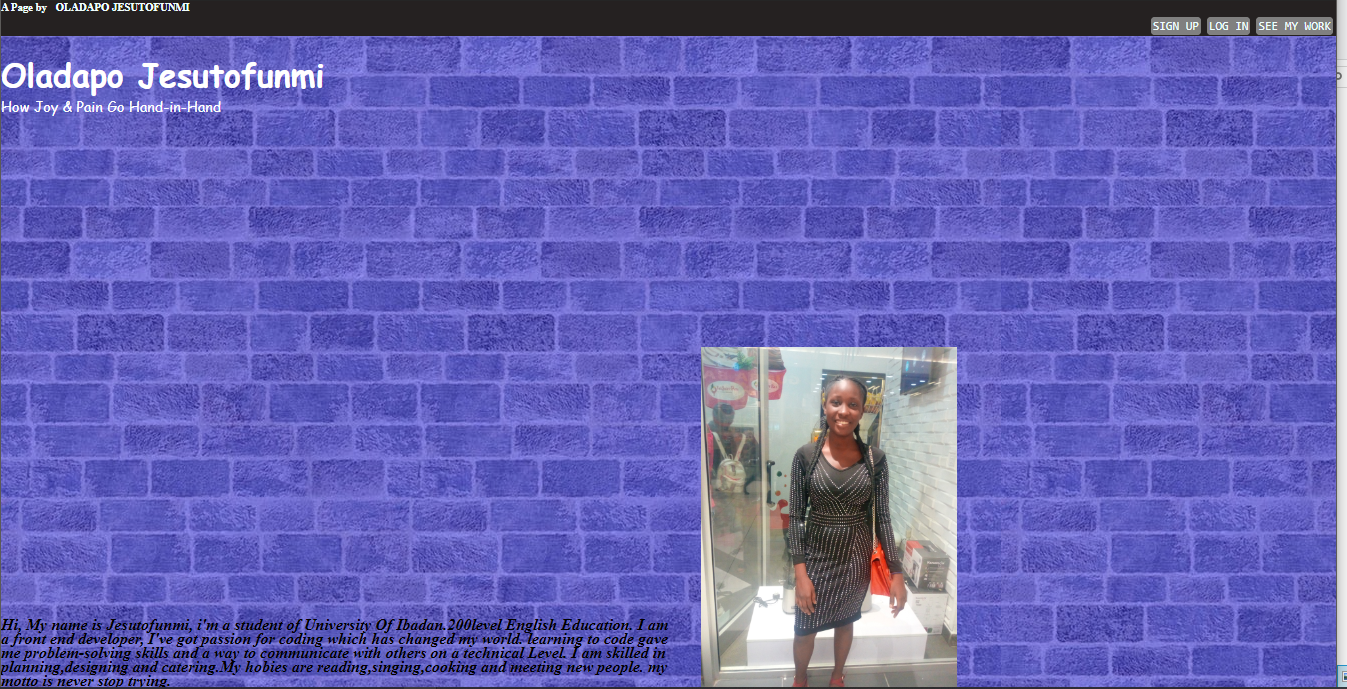 A Page by OLADAPO JESUTOFUNMI
SIGN UP LOG IN SEE MY WORK
Oladapo Jesutofunmi
How Joy & Pain Go Hand-in-Hand
Hi, My name is Jesutofunmi, i'm a student of University Of Ibadan.200level English Education. I am
a front end developer, I've got passion for coding which has changed my world. learning to code gave
me problem-solving skills and a way to communicate with others on a technical Level. I am skilled in
planning,designing and catering.My hobies are reading,singing,cooking and meeting new people. my
motto is never stop trying.